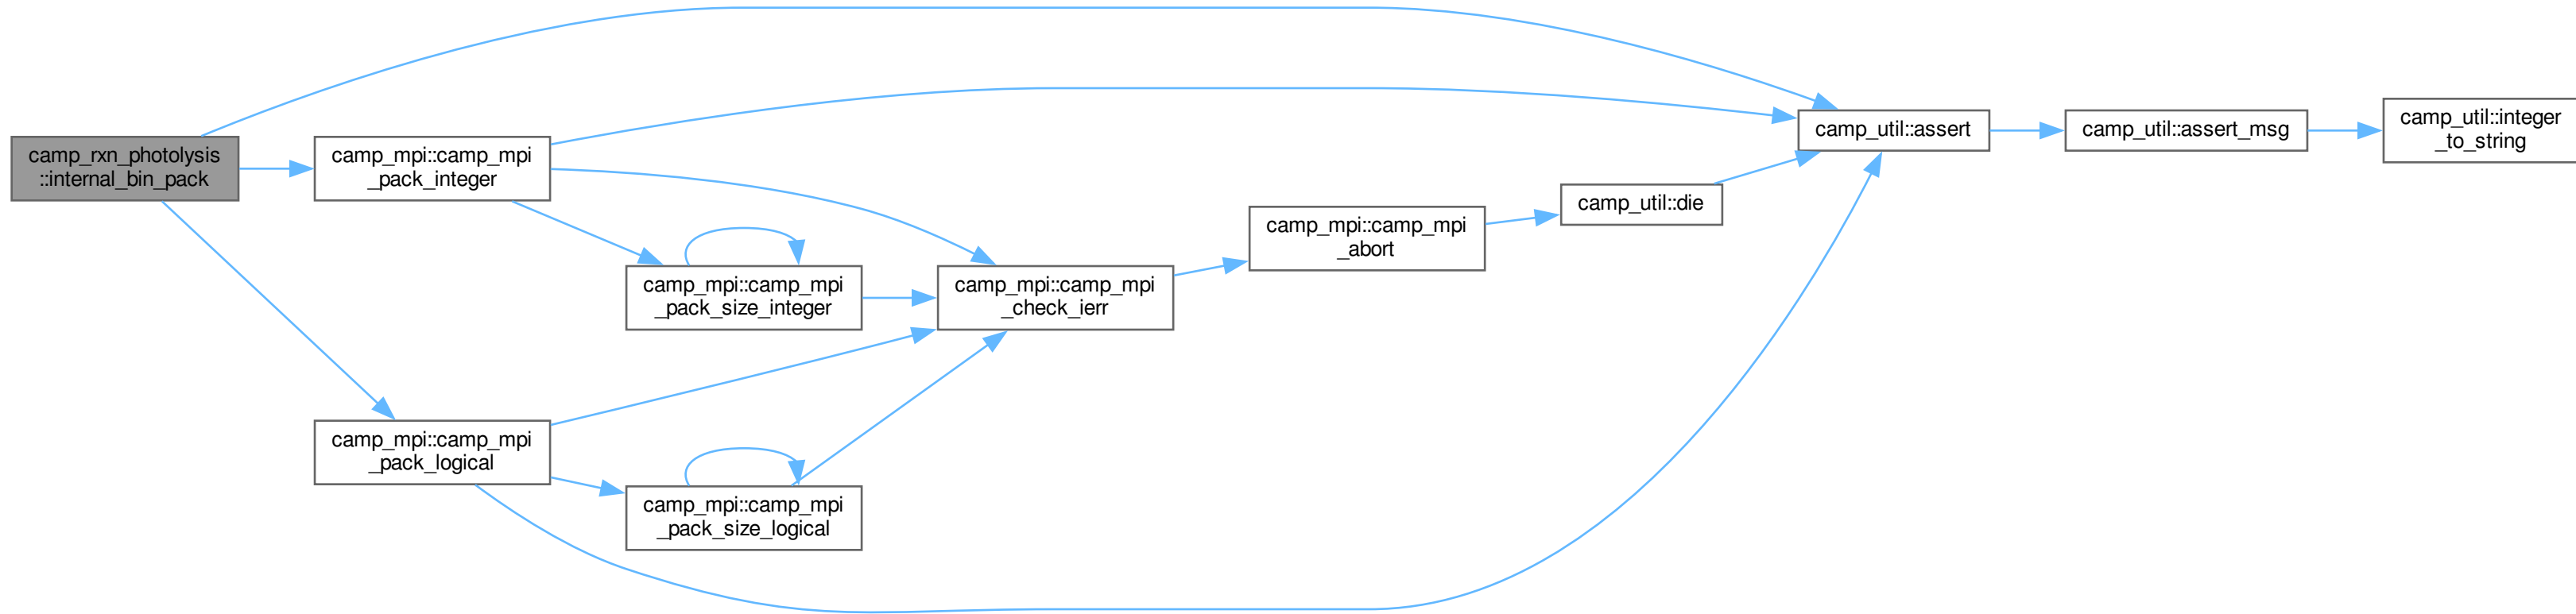 camp_rxn_photolysis
::internal_bin_pack
camp_mpi::camp_mpi
_pack_integer
camp_mpi::camp_mpi
_pack_size_integer
camp_mpi::camp_mpi
_check_ierr
camp_mpi::camp_mpi
_abort
camp_util::die
camp_util::assert
camp_util::assert_msg
camp_util::integer
_to_string
camp_mpi::camp_mpi
_pack_logical
camp_mpi::camp_mpi
_pack_size_logical